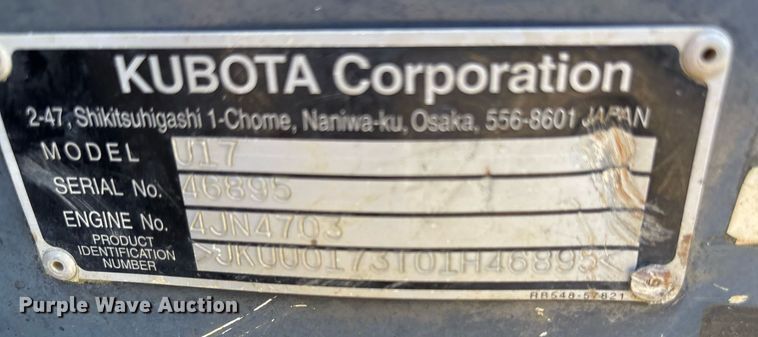 KUBOTA Corporation
2-47, Shikitsuhigashi 1-Chome, Naniwa-ku, Osaka, 556-8601 JAPAN
MODEL U17
SERIAL No. 46895
ENGINE No. 4JN4703
PRODUCT
IDENTIFICATION
NUMBER >JKUU0173T01H46895<
RB548-57821
Purple Wave Auction